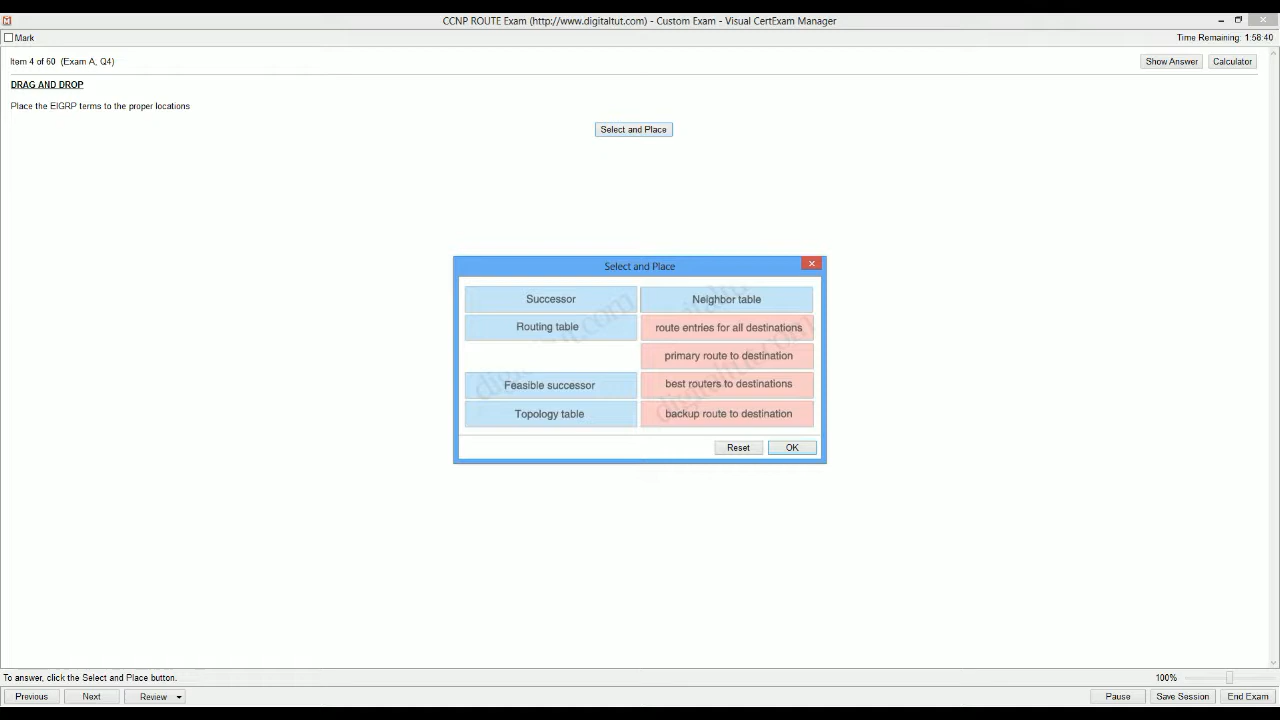 CCNP ROUTE Exam (http://www.digitaltut.com) - Custom Exam - Visual CertExam Manager
Mark
Time Remaining: 1:58:40
Item 4 of 60 (Exam A, Q4)
Show Answer
Calculator
DRAG AND DROP
Place the EIGRP terms to the proper locations
Select and Place
Select and Place
Successor
Neighbor table
Routing table
route entries for all destinations
primary route to destination
Feasible successor
best routers to destinations
Topology table
backup route to destination
digitaltut.com
digitaltut.com
Reset
OK
To answer, click the Select and Place button.
100%
Previous
Next
Review
Pause
Save Session
End Exam